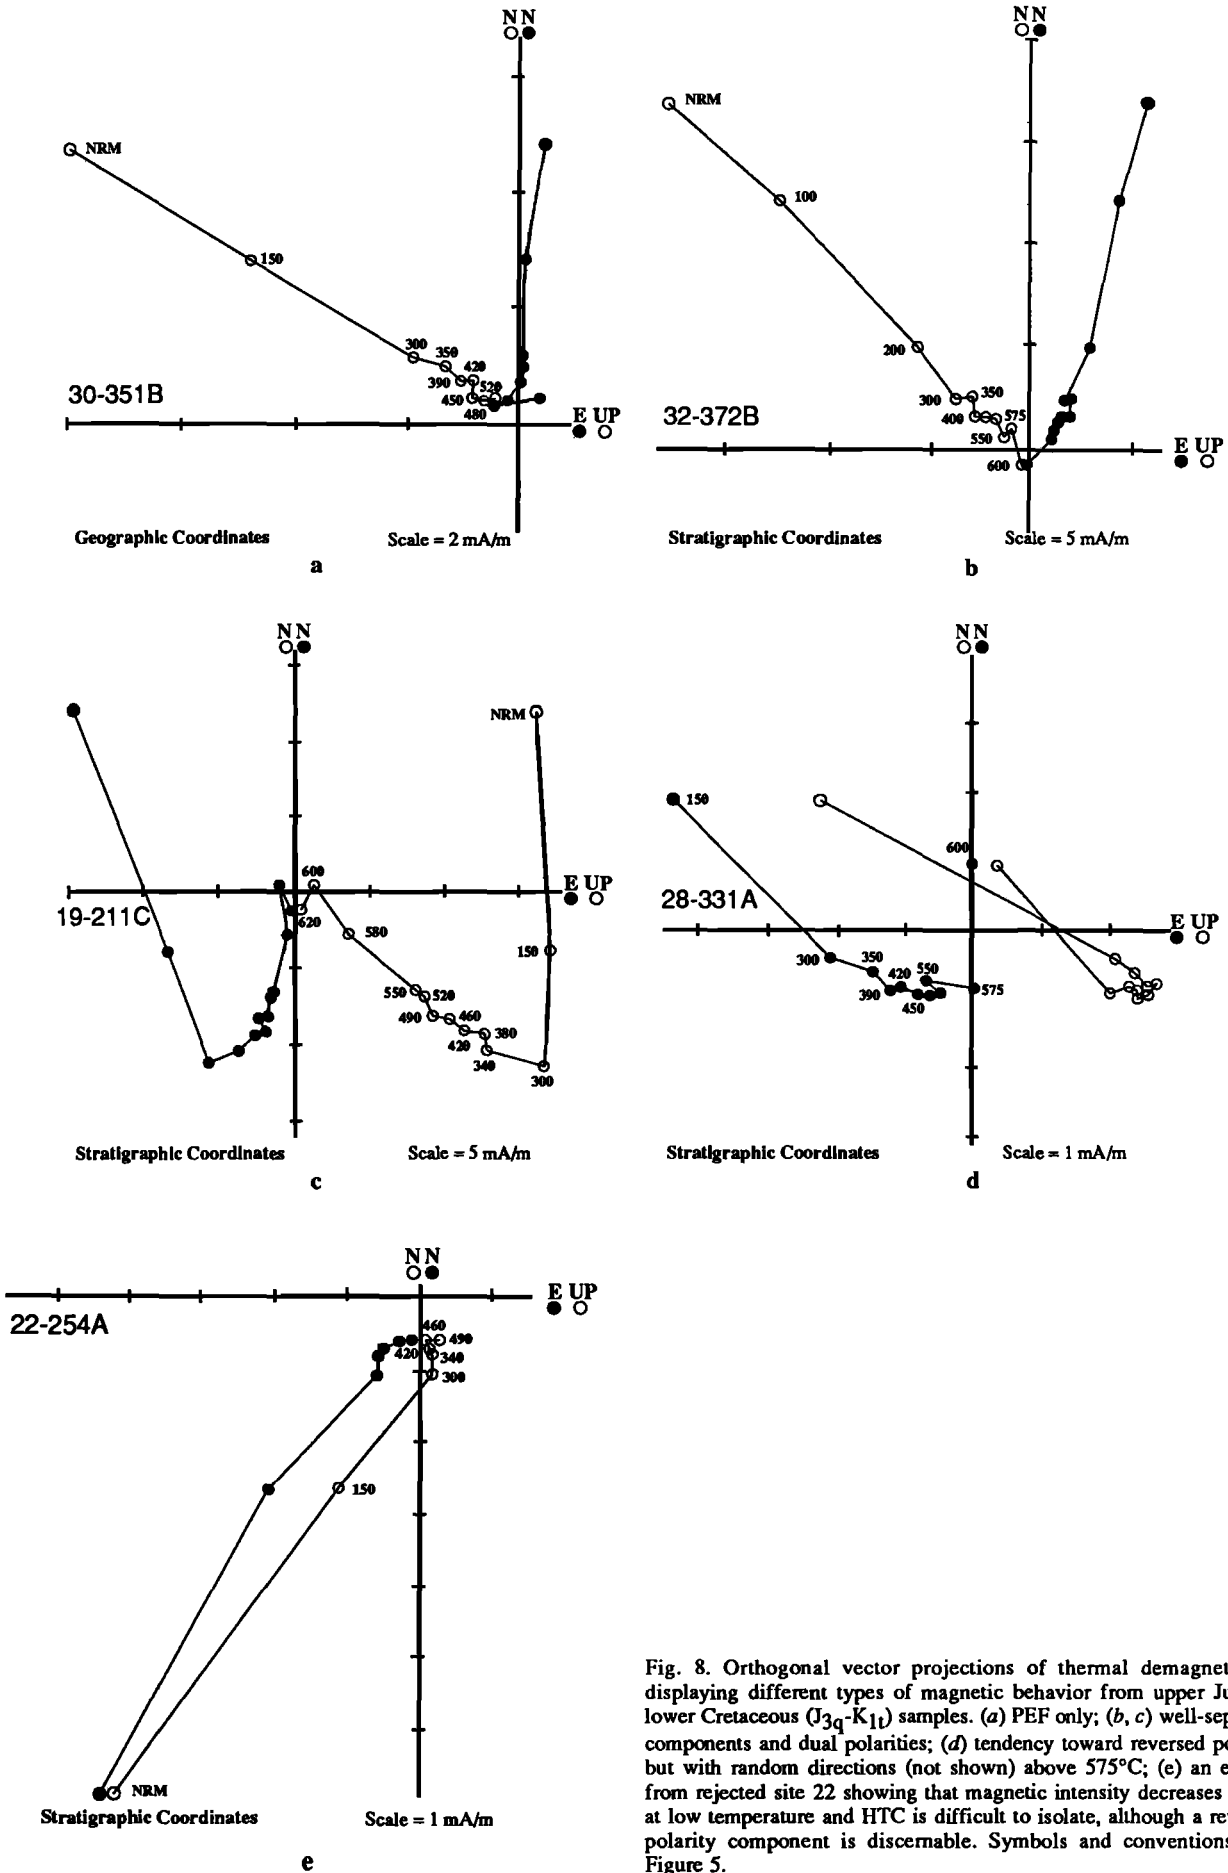 N N
NRM
150
300
350
420
390
520
450
480
30-351B
E UP
Geographic Coordinates
Scale = 2 mA/m
a
N N
NRM
100
200
300
350
400
575
550
600
32-372B
E UP
Stratigraphic Coordinates
Scale = 5 mA/m
b
N N
NRM
600
E UP
19-211C
620
580
150
550
520
490
460
420
380
340
300
Stratigraphic Coordinates
Scale = 5 mA/m
c
N N
150
600
28-331A
E UP
300
350
420
550
390
450
575
Stratigraphic Coordinates
Scale = 1 mA/m
d
N N
E UP
22-254A
460
490
420
340
300
150
NRM
Stratigraphic Coordinates
Scale = 1 mA/m
e
Fig. 8. Orthogonal vector projections of thermal demagnet
displaying different types of magnetic behavior from upper Ju
lower Cretaceous (J3q-K1t) samples. (a) PEF only; (b, c) well-sep
components and dual polarities; (d) tendency toward reversed po
but with random directions (not shown) above 575°C; (e) an e
from rejected site 22 showing that magnetic intensity decreases
at low temperature and HTC is difficult to isolate, although a re
polarity component is discernable. Symbols and conventions
Figure 5.